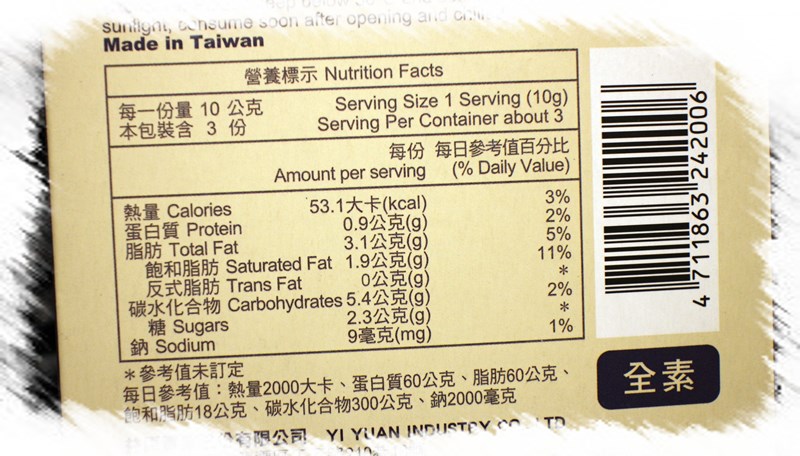 sunlight, consume soon after opening and
Made in Taiwan
營養標示 Nutrition Facts
每一份量 10 公克 Serving Size 1 Serving (10g)
本包裝含 3 份 Serving Per Container about 3
每份 每日參考值百分比
Amount per serving (% Daily Value)
熱量 Calories 53.1大卡(kcal) 3%
蛋白質 Protein 0.9公克(g) 2%
脂肪 Total Fat 3.1公克(g) 5%
飽和脂肪 Saturated Fat 1.9公克(g) 11%
反式脂肪 Trans Fat 0公克(g) *
碳水化合物 Carbohydrates 5.4公克(g) 2%
糖 Sugars 2.3公克(g) *
鈉 Sodium 9毫克(mg) 1%
*參考值未訂定
每日參考值：熱量2000大卡、蛋白質60公克、脂肪60公克、
飽和脂肪18公克、碳水化合物300公克、鈉2000毫克
有限公司 YI YUAN INDUSTRY
4 711863 242006
全素